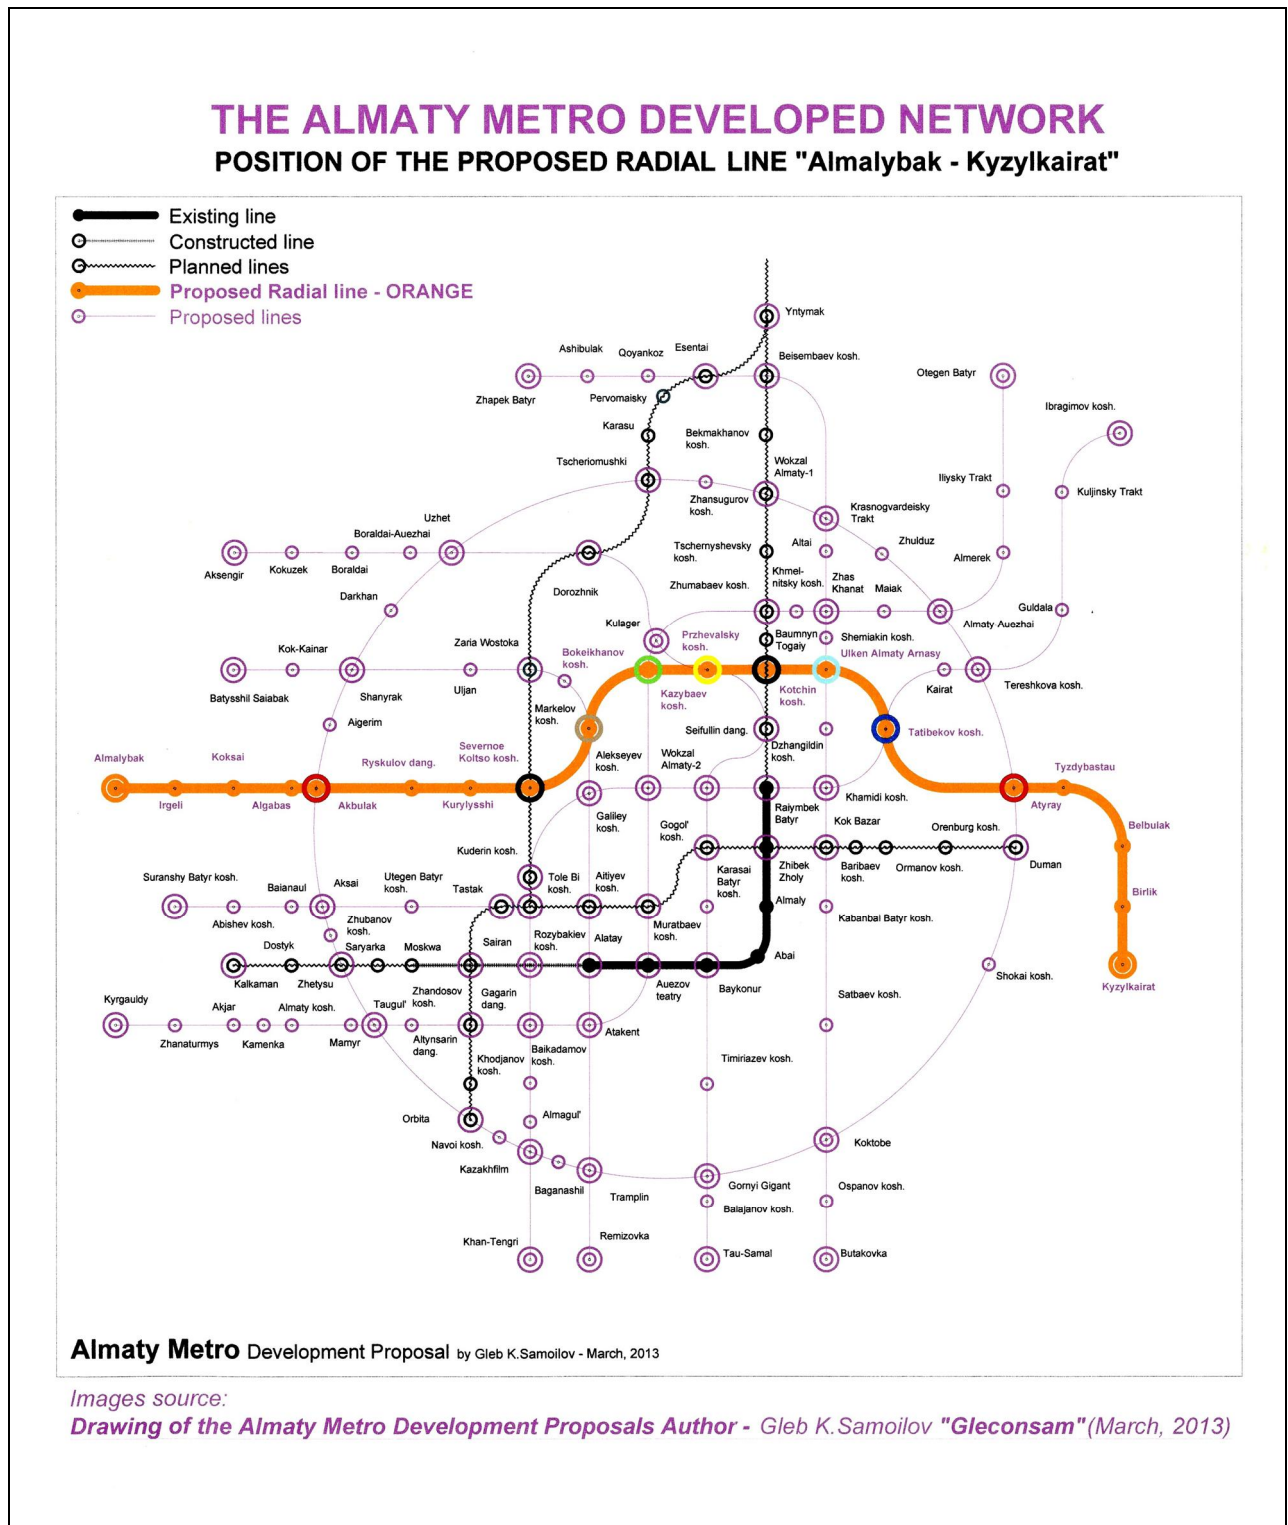 THE ALMATY METRO DEVELOPED NETWORK
POSITION OF THE PROPOSED RADIAL LINE "Almalybak - Kyzylkairat"
Existing line
Constructed line
Planned lines
Proposed Radial line - ORANGE
Proposed lines
Yntymak
Ashibulak
Qoyankoz
Esentai
Beisembaev kosh.
Otegen Batyr
Zhapek Batyr
Pervomaisky
Ibragimov kosh.
Karasu
Bekmakhanov
kosh.
Tscheriomushki
Wokzal
Almaty-1
Zhansugurov
kosh.
Iliysky Trakt
Kuljinsky Trakt
Krasnogvardeisky
Trakt
Uzhet
Boraldai-Auezhai
Tschernyshevsky
kosh.
Altai
Zhulduz
Almerek
Aksengir
Kokuzek
Boraldai
Dorozhnik
Zhumabaev kosh.
Khmel-
nitsky kosh.
Zhas
Khanat
Maiak
Darkhan
Guldala
Almaty-Auezhai
Kulager
Przhevalsky
kosh.
Baumnyn
Togaiy
Shemiakin kosh.
Kok-Kainar
Zaria Wostoka
Bokeikhanov
kosh.
Ulken Almaty Arnasy
Batysshil Saiabak
Shanyrak
Uljan
Kazybaev
kosh.
Kotchin
kosh.
Kairat
Tereshkova kosh.
Markelov
kosh.
Aigerim
Seifullin dang.
Tatibekov kosh.
Almalybak
Koksai
Ryskulov dang.
Severnoe
Koltso kosh.
Alekseyev
kosh.
Wokzal
Almaty-2
Dzhangildin
kosh.
Tyzdybastau
Irgeli
Algabas
Akbulak
Kurylysshi
Galiley
kosh.
Raiymbek
Batyr
Khamidi kosh.
Atyray
Gogol'
kosh.
Kok Bazar
Orenburg kosh.
Belbulak
Kuderin kosh.
Suranshy Batyr kosh.
Baianaul
Aksai
Utegen Batyr
kosh.
Tastak
Tole Bi
kosh.
Aitiyev
kosh.
Karasai
Batyr
kosh.
Zhibek
Zholy
Baribaev
kosh.
Ormanov kosh.
Duman
Birlik
Abishev kosh.
Zhubanov
kosh.
Muratbaev
kosh.
Almaly
Kabanbai Batyr kosh.
Dostyk
Saryarka
Moskwa
Sairan
Rozybakiev
kosh.
Alatay
Abai
Shokai kosh.
Kalkaman
Zhetysu
Zhandosov
kosh.
Gagarin
dang.
Auezov
teatry
Baykonur
Satbaev kosh.
Kyzylkairat
Kyrgauldy
Akjar
Almaty kosh.
Taugul'
Zhanaturmys
Kamenka
Mamyr
Altynsarin
dang.
Khodjanov
kosh.
Baikadamov
kosh.
Atakent
Timiriazev kosh.
Orbita
Almagul'
Navoi kosh.
Koktobe
Kazakhfilm
Baganashil
Tramplin
Gornyi Gigant
Ospanov kosh.
Balajanov kosh.
Khan-Tengri
Remizovka
Tau-Samal
Butakovka
Almaty Metro Development Proposal by Gleb K.Samoilov - March, 2013
Images source:
Drawing of the Almaty Metro Development Proposals Author - Gleb K.Samoilov "Gleconsam"(March, 2013)